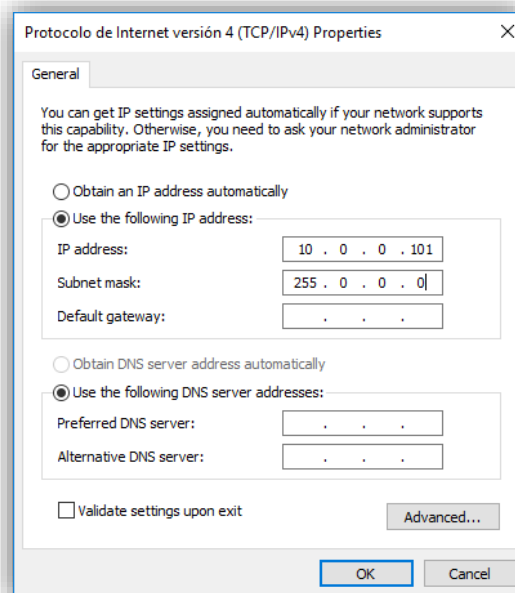 Protocolo de Internet versión 4 (TCP/IPv4) Properties
General
You can get IP settings assigned automatically if your network supports
this capability. Otherwise, you need to ask your network administrator
for the appropriate IP settings.
Obtain an IP address automatically
Use the following IP address:
IP address: 10 . 0 . 0 . 101
Subnet mask: 255 . 0 . 0 . 0
Default gateway: . . .
Obtain DNS server address automatically
Use the following DNS server addresses:
Preferred DNS server: . . .
Alternative DNS server: . . .
Validate settings upon exit
Advanced...
OK Cancel